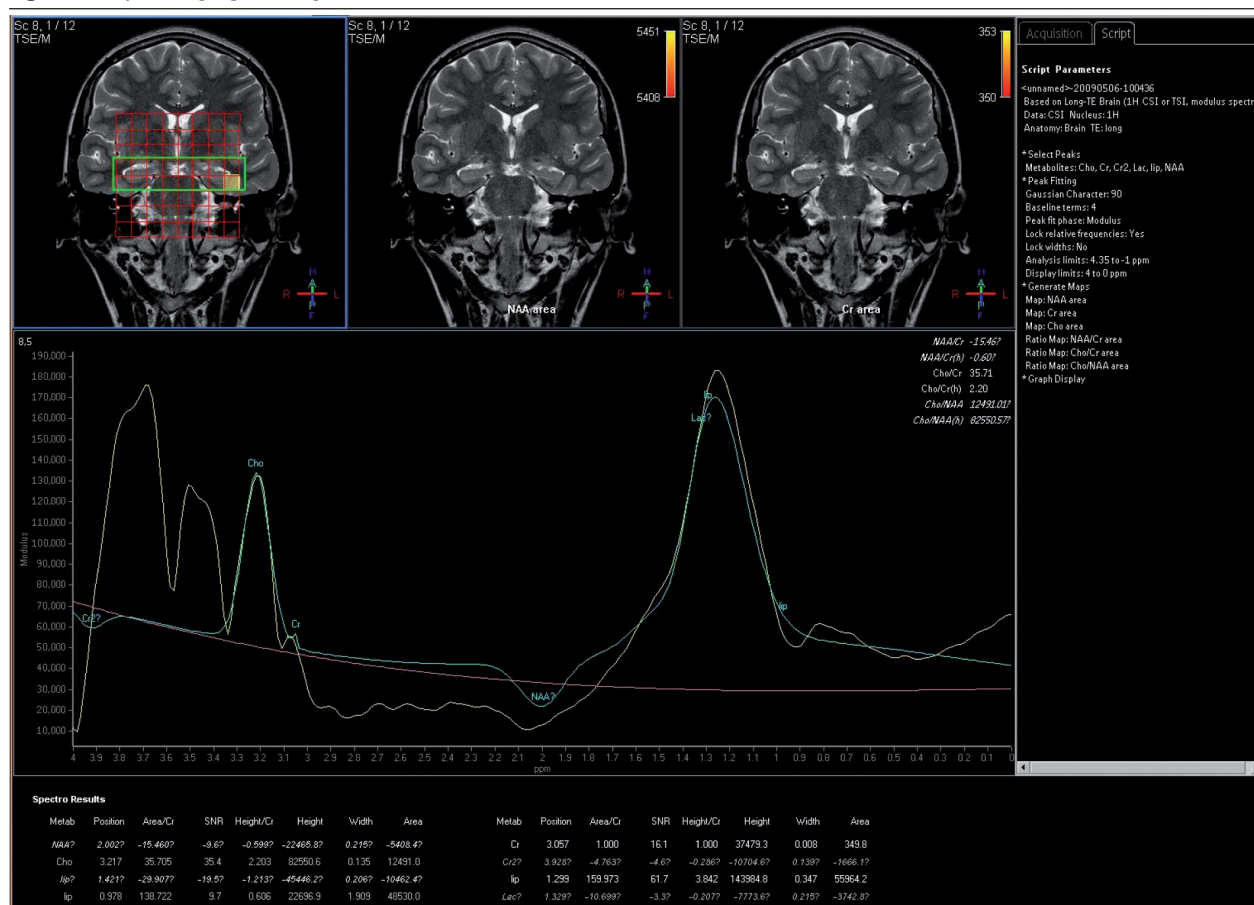 Sc 8, 1 / 12
TSE/M
H
A
R L
P
F
Sc 8, 1 / 12
TSE/M
5451
5408
H
A
R L
P
F
NAA area
Sc 8, 1 / 12
TSE/M
353
350
H
A
R L
P
F
Cr area
Acquisition Script
Script Parameters
<unnamed>-20090506-100436
Based on Long-TE Brain (1H CSI or TSI, modulus spectr
Data: CSI Nucleus: 1H
Anatomy: Brain TE: long
* Select Peaks
Metabolites: Cho, Cr, Cr2, Lac, lip, NAA
* Peak Fitting
Gaussian Character: 90
Baseline terms: 4
Peak fit phase: Modulus
Lock relative frequencies: Yes
Lock widths: No
Analysis limits: 4.35 to -1 ppm
Display limits: 4 to 0 ppm
* Generate Maps
Map: NAA area
Map: Cr area
Map: Cho area
Ratio Map: NAA/Cr area
Ratio Map: Cho/Cr area
Ratio Map: Cho/NAA area
* Graph Display
8,5
NAA/Cr -15.46?
NAA/Cr(h) -0.60?
Cho/Cr 35.71
Cho/Cr(h) 2.20
Cho/NAA 12491.01?
Cho/NAA(h) 82550.57?
190,000
180,000
170,000
160,000
150,000
140,000
130,000
120,000
110,000
100,000
90,000
80,000
70,000
60,000
50,000
40,000
30,000
20,000
10,000
Modulus
Cr2?
Cho
Cr
NAA?
lip
Lac?
lip
4 3.9 3.8 3.7 3.6 3.5 3.4 3.3 3.2 3.1 3 2.9 2.8 2.7 2.6 2.5 2.4 2.3 2.2 2.1 2 1.9 1.8 1.7 1.6 1.5 1.4 1.3 1.2 1.1 1 0.9 0.8 0.7 0.6 0.5 0.4 0.3 0.2 0.1 0
ppm
Spectro Results
Metab Position Area/Cr SNR Height/Cr Height Width Area
NAA? 2.002? -15.460? -9.6? -0.599? -22465.8? 0.215? -5408.4?
Cho 3.217 35.705 35.4 2.203 82550.6 0.135 12491.0
lip? 1.421? -29.907? -19.5? -1.213? -45446.2? 0.206? -10462.4?
lip 0.978 138.722 9.7 0.606 22696.9 1.909 48530.0
Metab Position Area/Cr SNR Height/Cr Height Width Area
Cr 3.057 1.000 16.1 1.000 37479.3 0.008 349.8
Cr2? 3.928? -4.763? -4.6? -0.286? -10704.6? 0.139? -1666.1?
lip 1.299 159.973 61.7 3.842 143984.8 0.347 55964.2
Lac? 1.329? -10.699? -3.3? -0.207? -7773.6? 0.215? -3742.8?